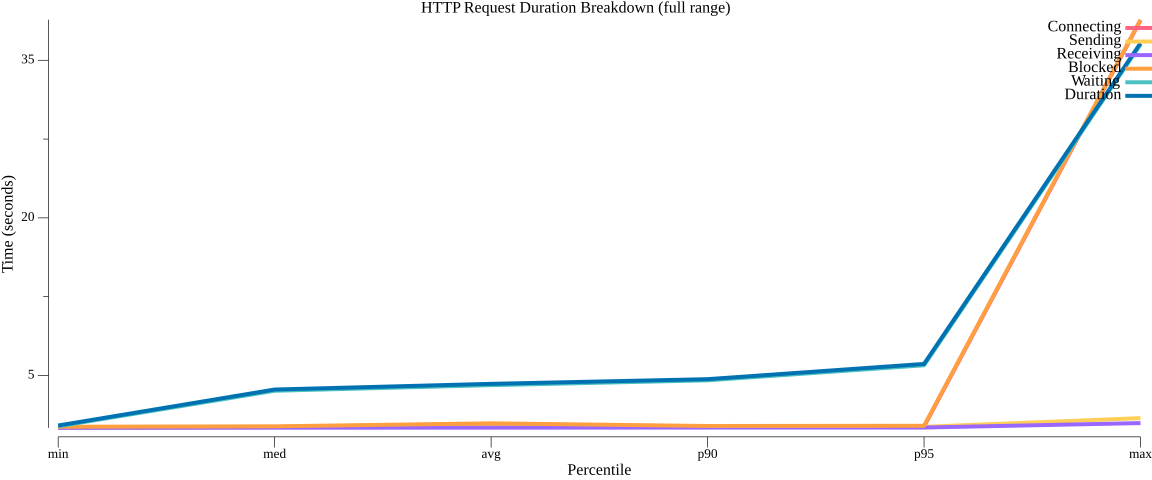 HTTP Request Duration Breakdown (full range)
Connecting
Sending
Receiving
Blocked
Waiting
Duration
35
20
5
Time (seconds)
min med avg p90 p95 max
Percentile